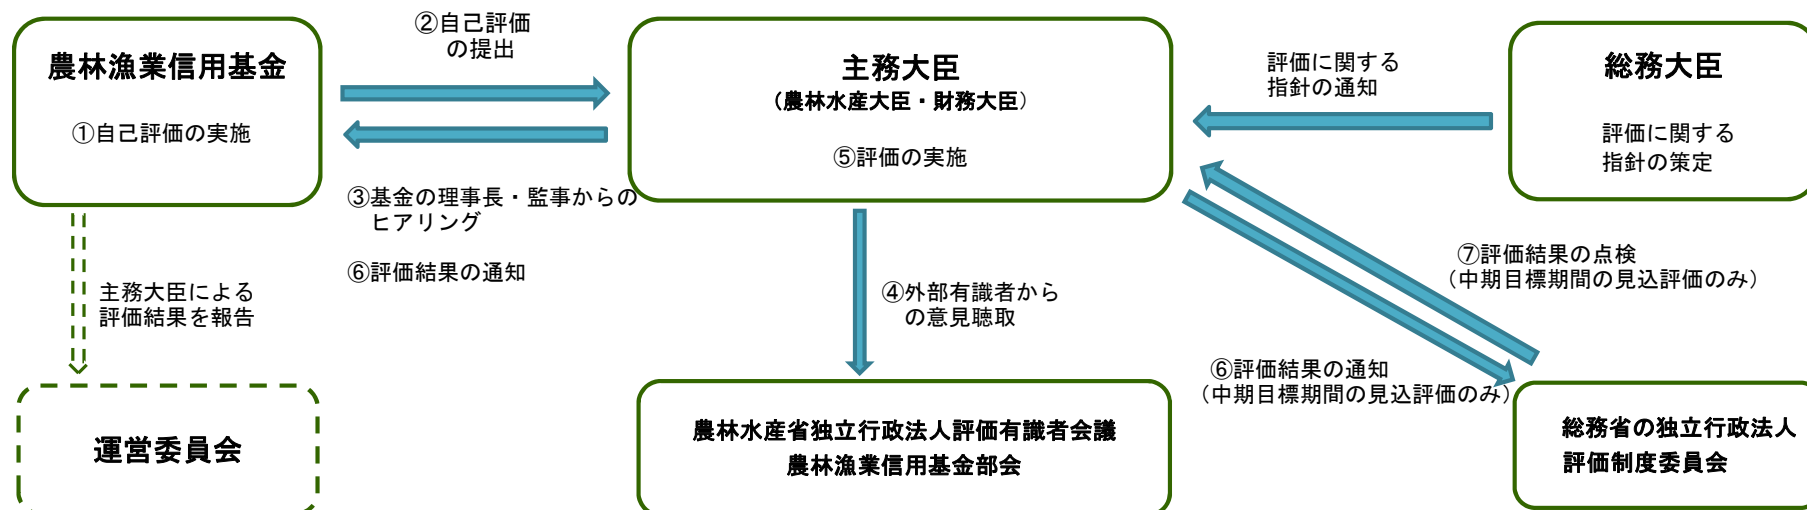 農林漁業信用基金
①自己評価の実施
②自己評価
の提出
主務大臣
（農林水産大臣・財務大臣）
⑤評価の実施
評価に関する
指針の通知
総務大臣
評価に関する
指針の策定
③基金の理事長・監事からの
ヒアリング
⑥評価結果の通知
主務大臣による
評価結果を報告
④外部有識者から
の意見聴取
⑦評価結果の点検
（中期目標期間の見込評価のみ）
⑥評価結果の通知
（中期目標期間の見込評価のみ）
運営委員会
農林水産省独立行政法人評価有識者会議
農林漁業信用基金部会
総務省の独立行政法人
評価制度委員会